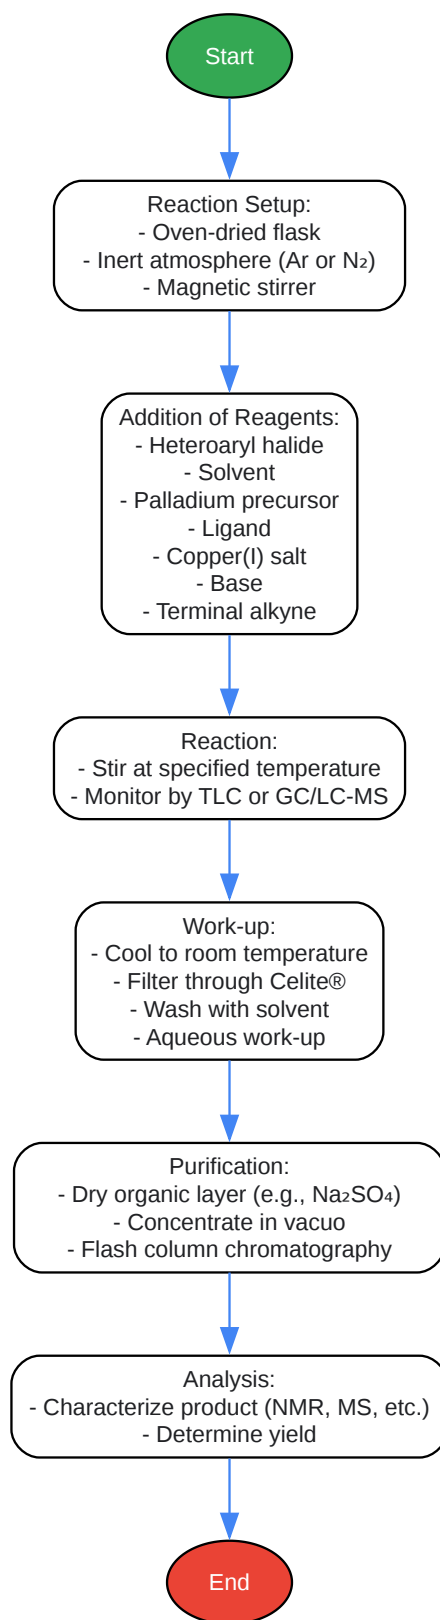 Start
Reaction Setup:
- Oven-dried flask
- Inert atmosphere (Ar or N₂)
- Magnetic stirrer
Addition of Reagents:
- Heteroaryl halide
- Solvent
- Palladium precursor
- Ligand
- Copper(I) salt
- Base
- Terminal alkyne
Reaction:
- Stir at specified temperature
- Monitor by TLC or GC/LC-MS
Work-up:
- Cool to room temperature
- Filter through Celite®
- Wash with solvent
- Aqueous work-up
Purification:
- Dry organic layer (e.g., Na₂SO₄)
- Concentrate in vacuo
- Flash column chromatography
Analysis:
- Characterize product (NMR, MS, etc.)
- Determine yield
End